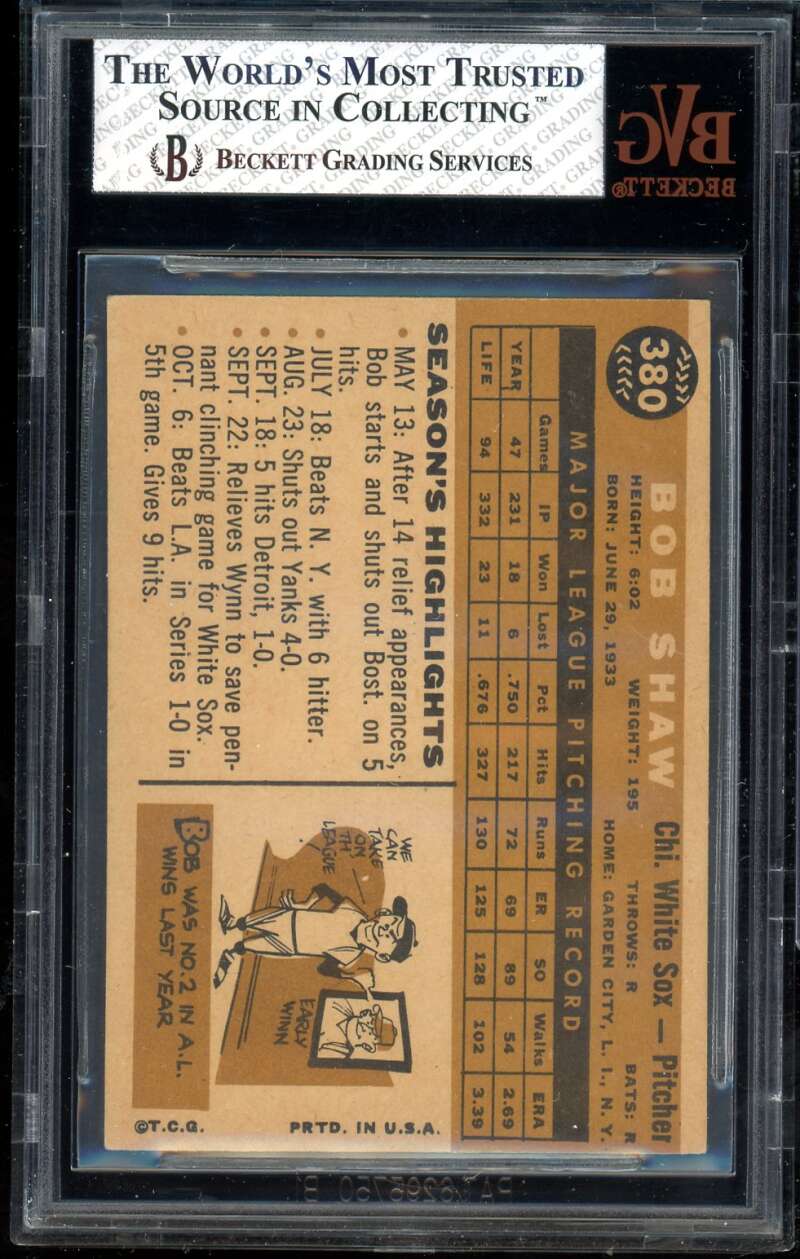 THE WORLD'S MOST TRUSTED
SOURCE IN COLLECTING™
B BECKETT GRADING SERVICES
BVG
BECKETT®
380
BOB SHAW Chi. White Sox — Pitcher
HEIGHT: 6:02 WEIGHT: 195 THROWS: R BATS: R
BORN: JUNE 29, 1933 HOME: GARDEN CITY, L. I., N. Y.
MAJOR LEAGUE PITCHING RECORD
Games IP Won Lost Pct Hits Runs ER SO Walks ERA
YEAR 47 231 18 6 .750 217 72 69 89 54 2.69
LIFE 94 332 23 11 .676 327 130 125 128 102 3.39
SEASON'S HIGHLIGHTS
• MAY 13: After 14 relief appearances,
Bob starts and shuts out Bost. on 5
hits.
• JULY 18: Beats N. Y. with 6 hitter.
• AUG. 23: Shuts out Yanks 4-0.
• SEPT. 18: 5 hits Detroit, 1-0.
• SEPT. 22: Relieves Wynn to save pen-
nant clinching game for White Sox.
• OCT. 6: Beats L.A. in Series 1-0 in
5th game. Gives 9 hits.
WE
CAN
TAKE
ON
TH'
LEAGUE
EARLY
WINN
BOB WAS NO. 2 IN A.L.
WINS LAST YEAR
©T.C.G. PRTD. IN U.S.A.